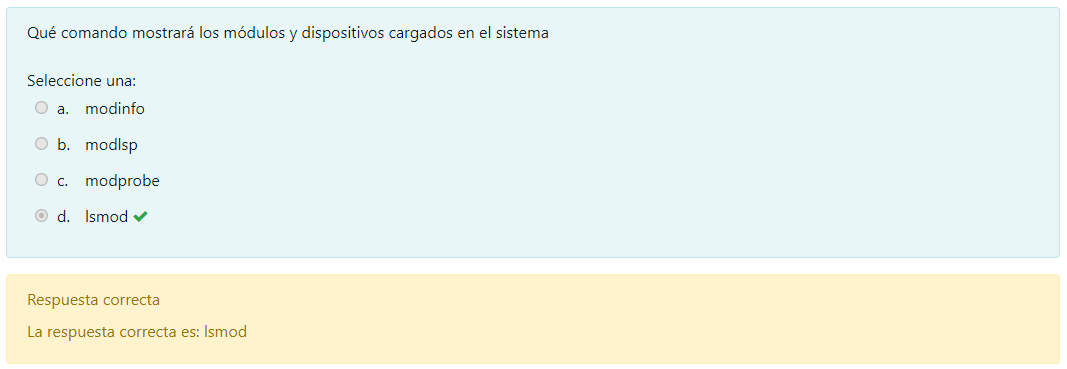 Qué comando mostrará los módulos y dispositivos cargados en el sistema
Seleccione una:
a. modinfo
b. modlsp
c. modprobe
d. lsmod
Respuesta correcta
La respuesta correcta es: lsmod